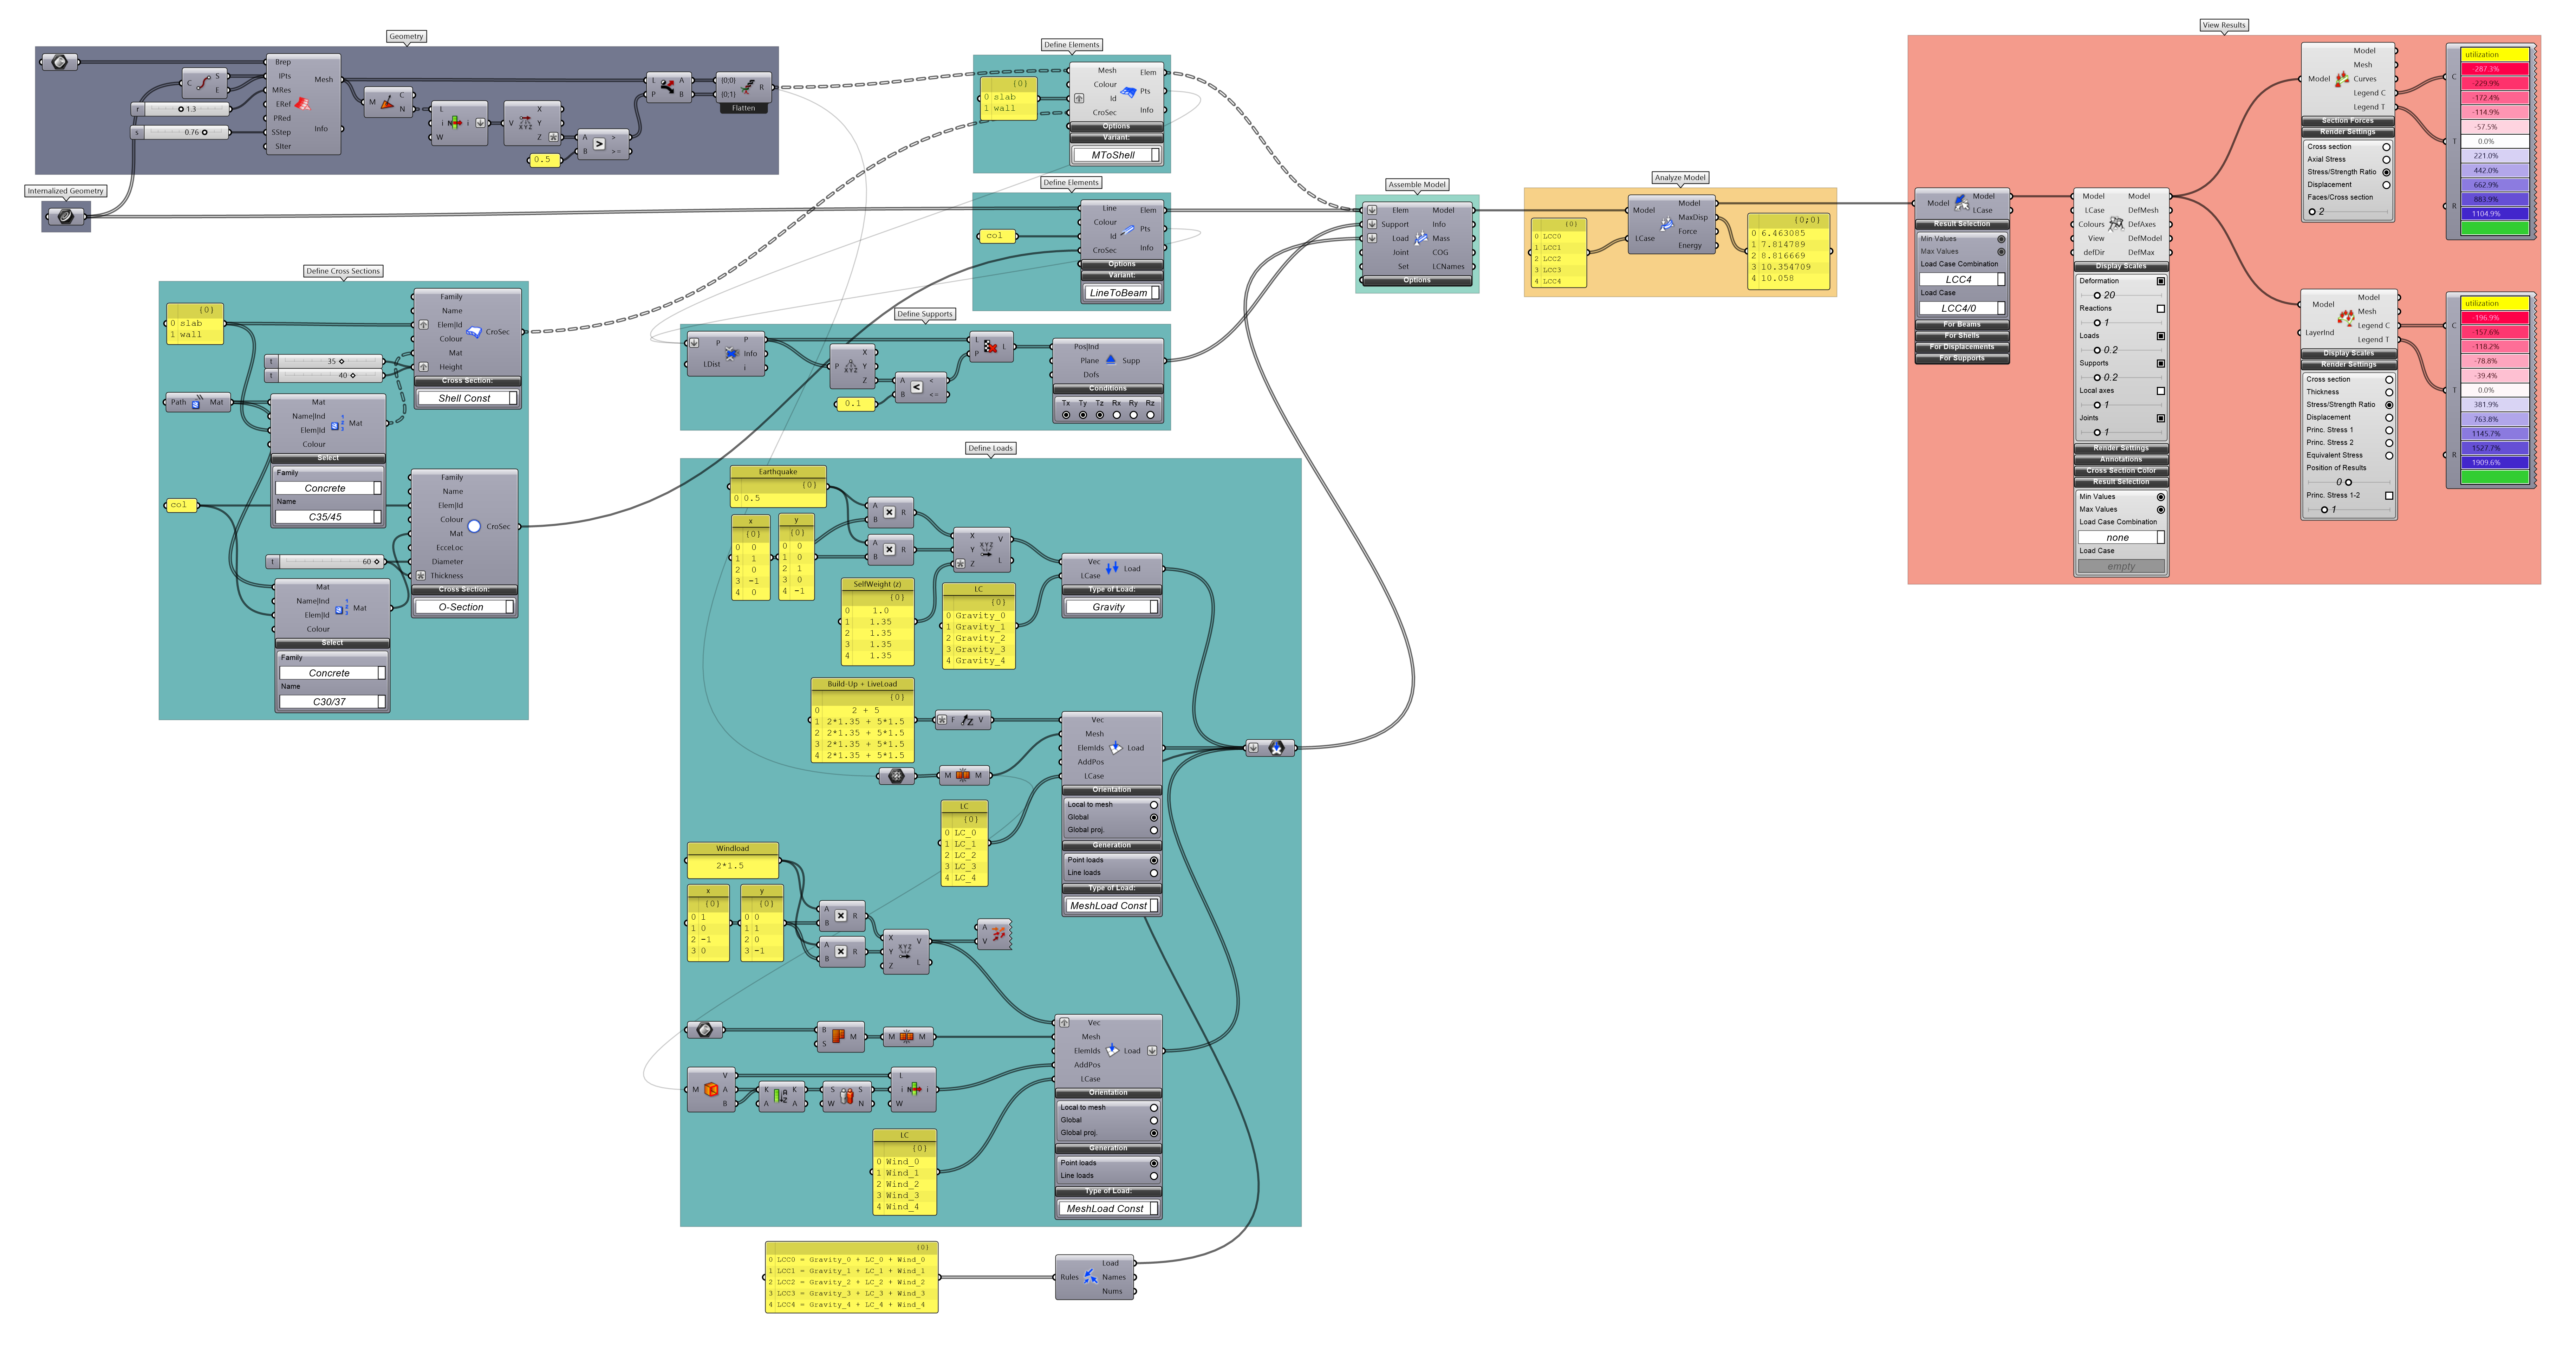 Geometry
Brep
IPts
MRes
ERef
PRed
SStep
SIter
Mesh
Info
C
S
E
r
1.3
s
0.76
M
C
N
L
i
W
i
V
X
Y
Z
0.5
A
B
>
>=
L
P
A
B
{0;0}
{0;1}
R
Flatten
Internalized Geometry
Define Cross Sections
{0}
0 slab
1 wall
t
35
t
40
Path
Mat
Family
Name
Elem|Id
Colour
Mat
Height
CroSec
Cross Section:
Shell Const
Mat
Name|Ind
Elem|Id
Colour
Mat
Select
Family
Concrete
Name
C35/45
col
t
60
Family
Name
Elem|Id
Colour
Mat
EcceLoc
Diameter
Thickness
CroSec
Cross Section:
O-Section
Mat
Name|Ind
Elem|Id
Colour
Mat
Select
Family
Concrete
Name
C30/37
Define Elements
{0}
0 slab
1 wall
Mesh
Colour
Id
CroSec
Elem
Pts
Info
Options
Variant:
MToShell
Define Elements
col
Line
Colour
Id
CroSec
Elem
Pts
Info
Options
Variant:
LineToBeam
Define Supports
P
LDist
P
Info
i
P
X
Y
Z
0.1
A
B
<
<=
L
P
L
Pos|Ind
Plane
Dofs
Supp
Conditions
Tx Ty Tz Rx Ry Rz
Define Loads
Earthquake
{0}
0 0.5
x
{0}
0 0
1 1
2 0
3 -1
4 0
y
{0}
0 0
1 0
2 1
3 0
4 -1
A
B
R
A
B
R
X
Y
Z
V
L
SelfWeight (z)
{0}
0 1.0
1 1.35
2 1.35
3 1.35
4 1.35
LC
{0}
0 Gravity_0
1 Gravity_1
2 Gravity_2
3 Gravity_3
4 Gravity_4
Vec
LCase
Load
Type of Load:
Gravity
Build-Up + LiveLoad
{0}
0 2 + 5
1 2*1.35 + 5*1.5
2 2*1.35 + 5*1.5
3 2*1.35 + 5*1.5
4 2*1.35 + 5*1.5
F
V
M
M
LC
{0}
0 LC_0
1 LC_1
2 LC_2
3 LC_3
4 LC_4
Vec
Mesh
ElemIds
AddPos
LCase
Load
Orientation
Local to mesh
Global
Global proj.
Generation
Point loads
Line loads
Type of Load:
MeshLoad Const
Windload
2*1.5
x
{0}
0 1
1 0
2 -1
3 0
y
{0}
0 0
1 1
2 0
3 -1
A
B
R
A
B
R
X
Y
Z
V
L
A
V
B
S
M
M
M
M
V
A
B
K
A
K
A
S
W
S
N
L
i
W
i
LC
{0}
0 Wind_0
1 Wind_1
2 Wind_2
3 Wind_3
4 Wind_4
Vec
Mesh
ElemIds
AddPos
LCase
Load
Orientation
Local to mesh
Global
Global proj.
Generation
Point loads
Line loads
Type of Load:
MeshLoad Const
{0}
0 LCC0 = Gravity_0 + LC_0 + Wind_0
1 LCC1 = Gravity_1 + LC_1 + Wind_1
2 LCC2 = Gravity_2 + LC_2 + Wind_2
3 LCC3 = Gravity_3 + LC_3 + Wind_3
4 LCC4 = Gravity_4 + LC_4 + Wind_4
Rules
Load
Names
Nums
Assemble Model
Elem
Support
Load
Joint
Set
Model
Info
Mass
COG
LCNames
Options
Analyze Model
{0}
0 LCC0
1 LCC1
2 LCC2
3 LCC3
4 LCC4
Model
LCase
Model
MaxDisp
Force
Energy
{0;0}
0 6.463085
1 7.814789
2 8.816669
3 10.354709
4 10.058
View Results
Model
Model
LCase
Result Selection
Min Values
Max Values
Load Case Combination
LCC4
Load Case
LCC4/0
For Beams
For Shells
For Displacements
For Supports
Model
LCase
Colours
View
defDir
Model
DefMesh
DefAxes
DefModel
DefMax
Display Scales
Deformation
20
Reactions
1
Loads
0.2
Supports
0.2
Local axes
1
Joints
1
Render Settings
Annotations
Cross Section Color
Result Selection
Min Values
Max Values
Load Case Combination
none
Load Case
empty
Model
Model
Mesh
Curves
Legend C
Legend T
Section Forces
Render Settings
Cross section
Axial Stress
Stress/Strength Ratio
Displacement
Faces/Cross section
2
C
T
R
utilization
-287.3%
-229.9%
-172.4%
-114.9%
-57.5%
0.0%
221.0%
442.0%
662.9%
883.9%
1104.9%
Model
LayerInd
Model
Mesh
Legend C
Legend T
Display Scales
Render Settings
Cross section
Thickness
Stress/Strength Ratio
Displacement
Princ. Stress 1
Princ. Stress 2
Equivalent Stress
Position of Results
0
Princ. Stress 1-2
1
C
T
R
utilization
-196.9%
-157.6%
-118.2%
-78.8%
-39.4%
0.0%
381.9%
763.8%
1145.7%
1527.7%
1909.6%